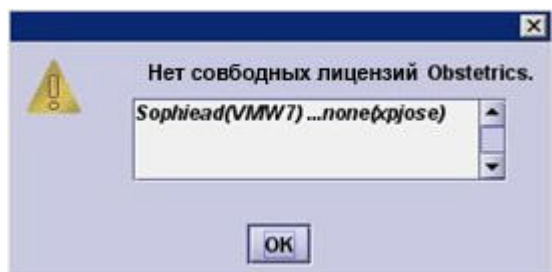 Нет совбодных лицензий Obstetrics.
Sophiead(VMW7) ...none(xpjose)
OK